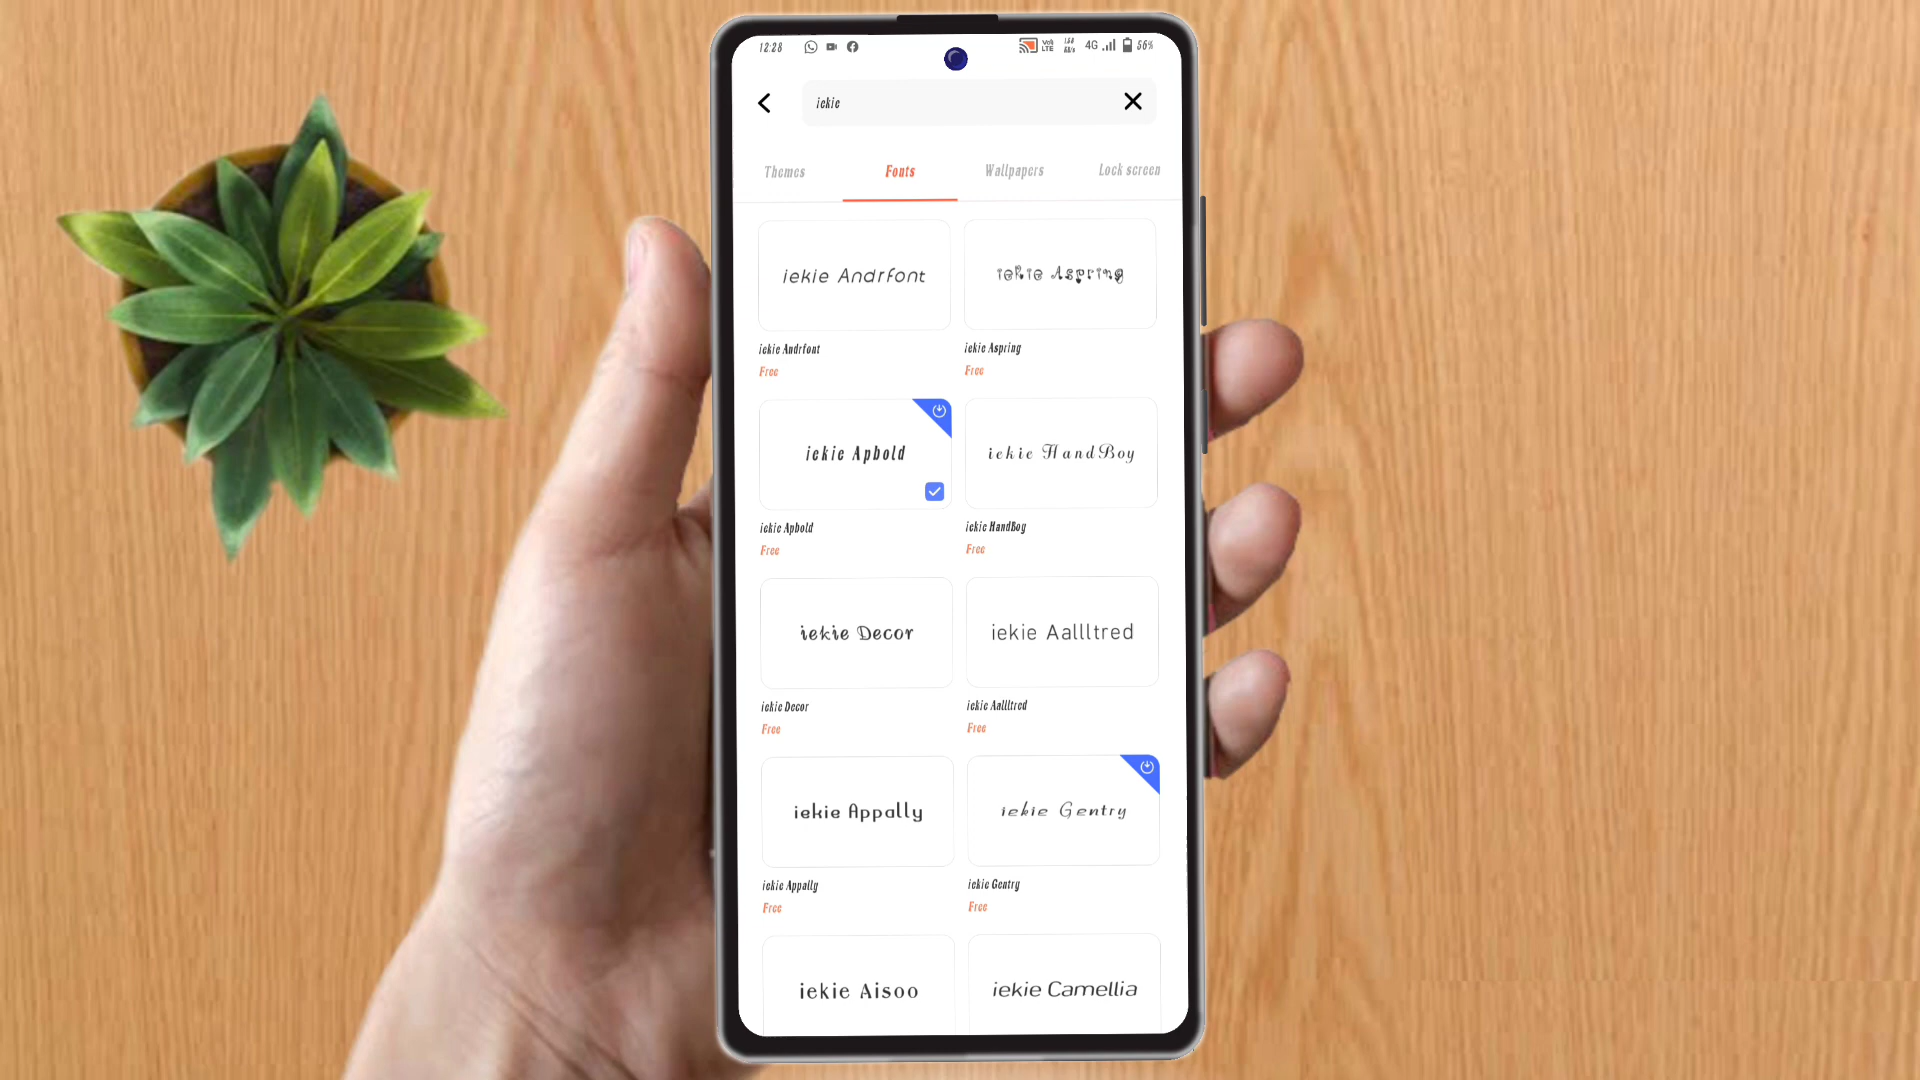 12:28
Vo)) LTE
4G
56%
iekie
Themes Fonts Wallpapers Lock screen
iekie Andrfont
iekie Aspring
iekie Andrfont
Free
iekie Aspring
Free
iekie Apbold
iekie HandBoy
iekie Apbold
Free
iekie HandBoy
Free
iekie Decor
iekie Aallltred
iekie Decor
Free
iekie Aallltred
Free
iekie Appally
iekie Gentry
iekie Appally
Free
iekie Gentry
Free
iekie Aisoo
iekie Camellia